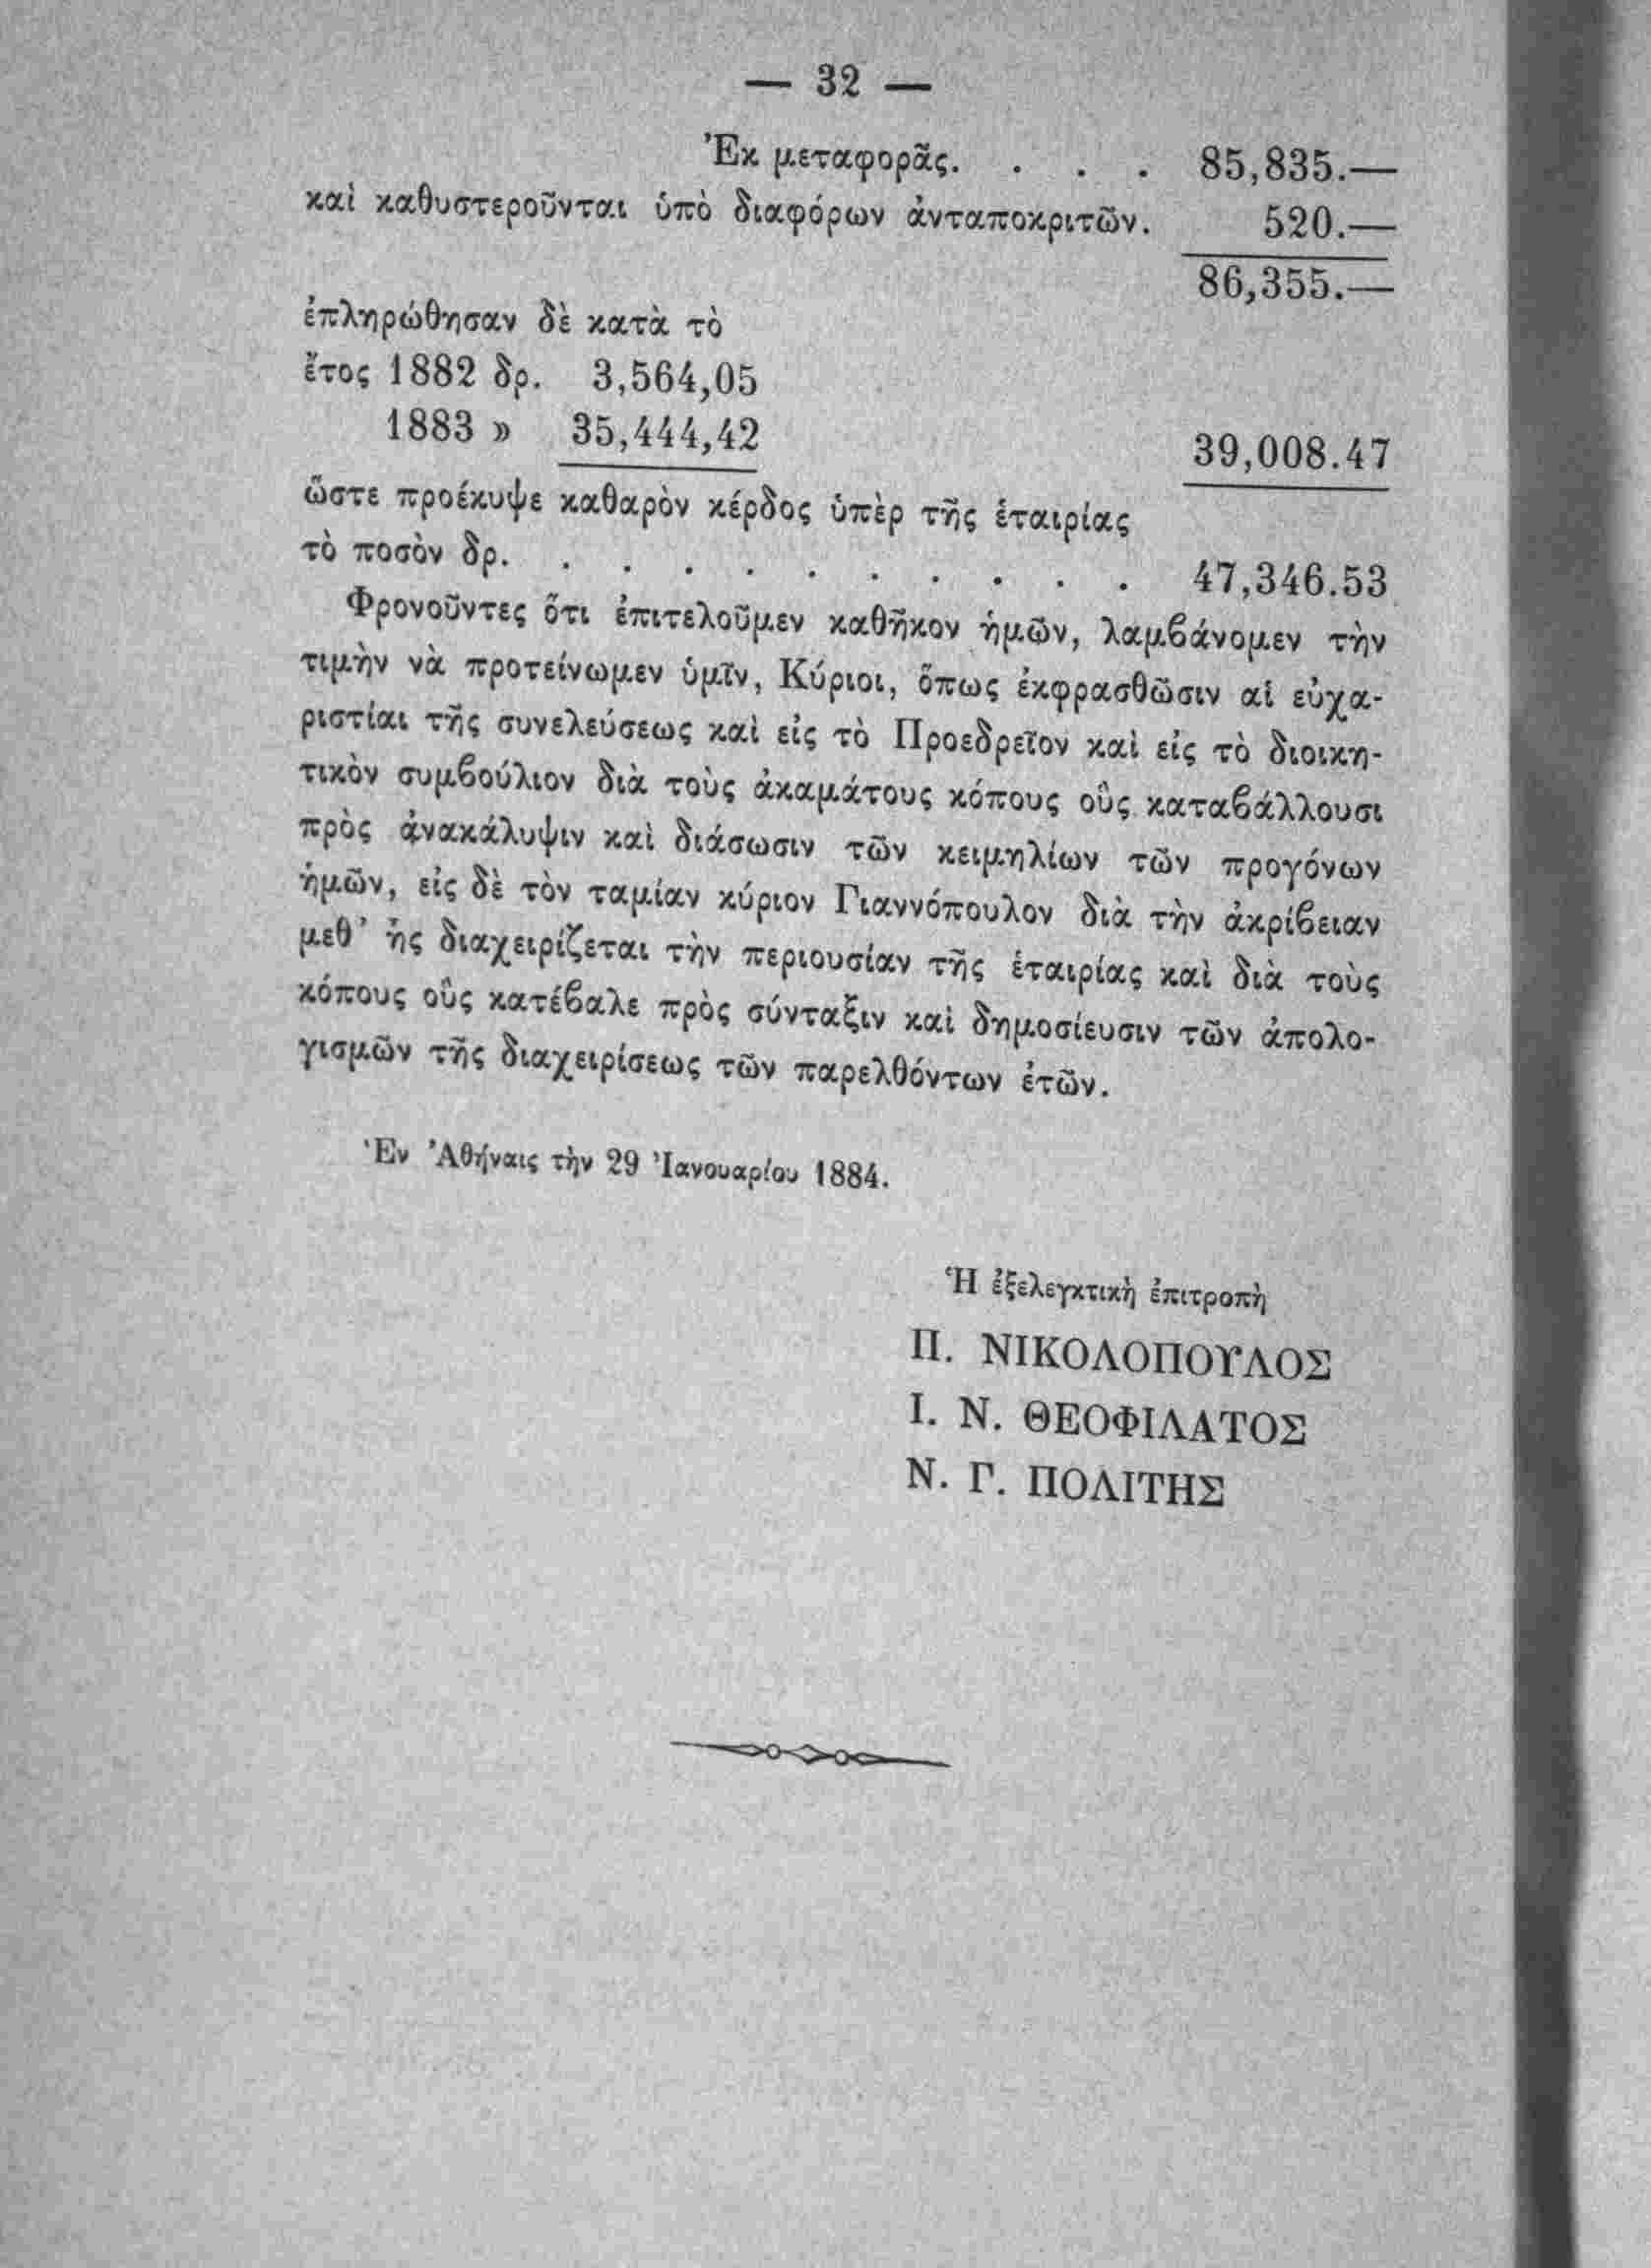 — 32 —
Ἐκ μεταφορᾶς. . . . 85,835.—
καὶ καθυστεροῦνται ὑπὸ διαφόρων ἀνταποκριτῶν. 520.—
86,355.—
ἐπληρώθησαν δὲ κατὰ τὸ
ἔτος 1882 δρ. 3,564,05
1883 » 35,444,42 39,008.47
ὥστε προέκυψε καθαρὸν κέρδος ὑπὲρ τῆς ἑταιρίας
τὸ ποσὸν δρ. . . . . . . . . . . 47,346.53
Φρονοῦντες ὅτι ἐπιτελοῦμεν καθῆκον ἡμῶν, λαμβάνομεν τὴν
τιμὴν νὰ προτείνωμεν ὑμῖν, Κύριοι, ὅπως ἐκφρασθῶσιν αἱ εὐχα-
ριστίαι τῆς συνελεύσεως καὶ εἰς τὸ Προεδρεῖον καὶ εἰς τὸ διοικη-
τικὸν συμβούλιον διὰ τοὺς ἀκαμάτους κόπους οὓς καταβάλλουσι
πρὸς ἀνακάλυψιν καὶ διάσωσιν τῶν κειμηλίων τῶν προγόνων
ἡμῶν, εἰς δὲ τὸν ταμίαν κύριον Γιαννόπουλον διὰ τὴν ἀκρίβειαν
μεθ' ἧς διαχειρίζεται τὴν περιουσίαν τῆς ἑταιρίας καὶ διὰ τοὺς
κόπους οὓς κατέβαλε πρὸς σύνταξιν καὶ δημοσίευσιν τῶν ἀπολο-
γισμῶν τῆς διαχειρίσεως τῶν παρελθόντων ἐτῶν.
Ἐν Ἀθήναις τὴν 29 Ἰανουαρίου 1884.
Ἡ ἐξελεγκτικὴ ἐπιτροπὴ
Π. ΝΙΚΟΛΟΠΟΥΛΟΣ
Ι. Ν. ΘΕΟΦΙΛΑΤΟΣ
Ν. Γ. ΠΟΛΙΤΗΣ